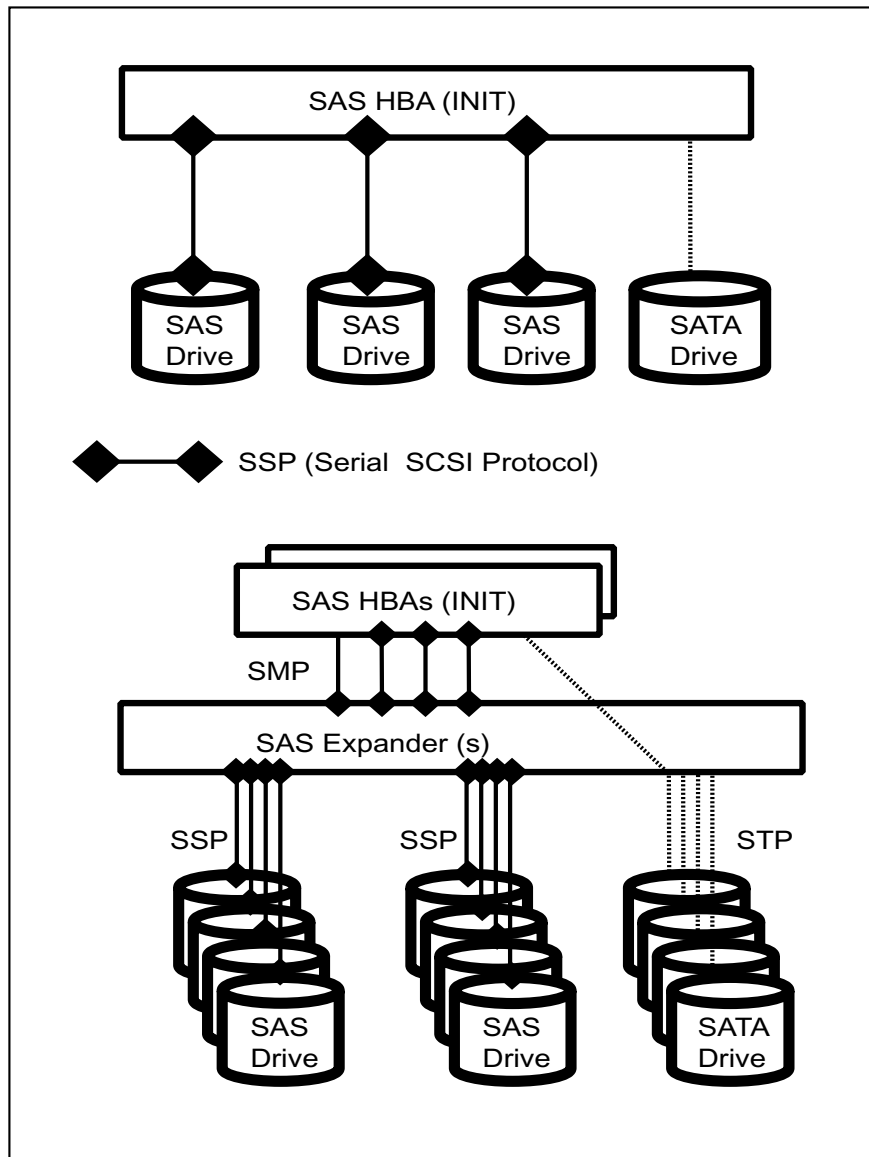 SAS HBA (INIT)
SAS
Drive
SAS
Drive
SAS
Drive
SATA
Drive
SSP (Serial SCSI Protocol)
SAS HBAs (INIT)
SMP
SAS Expander (s)
SSP
SSP
STP
SAS
Drive
SAS
Drive
SATA
Drive